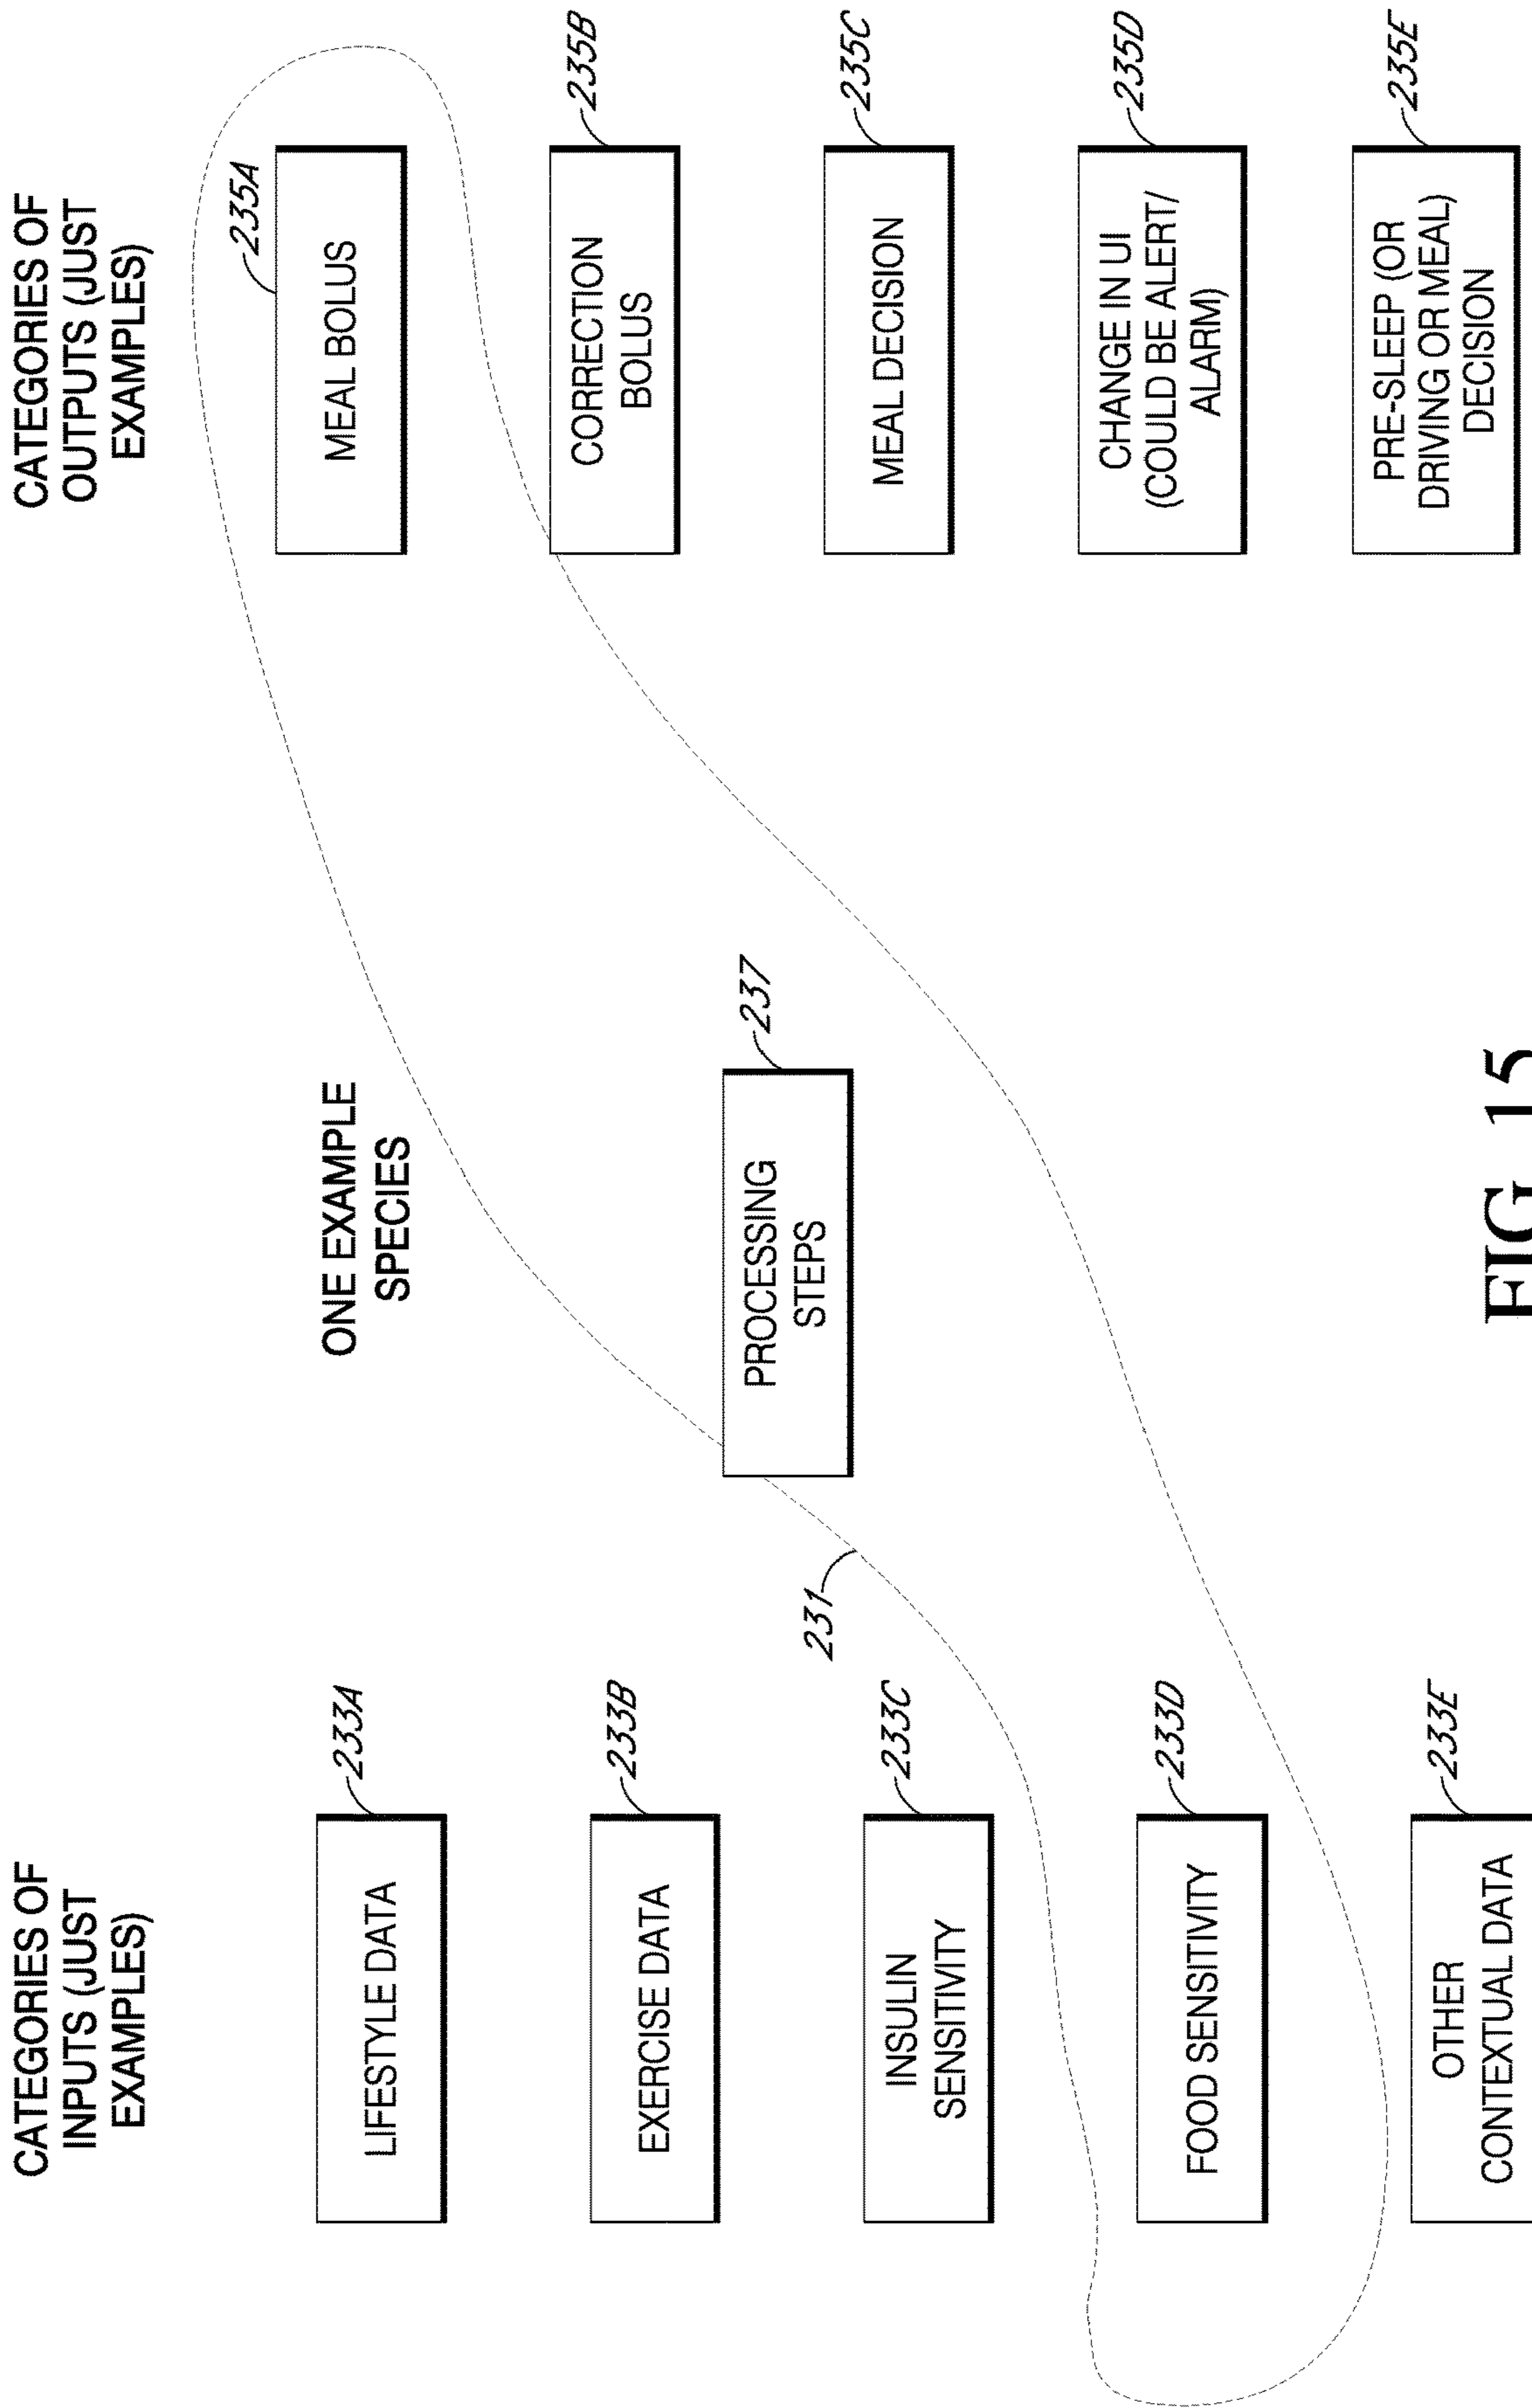 CATEGORIES OF
INPUTS (JUST
EXAMPLES)
233A
LIFESTYLE DATA
233B
EXERCISE DATA
233C
INSULIN
SENSITIVITY
233D
FOOD SENSITIVITY
233E
OTHER
CONTEXTUAL DATA
ONE EXAMPLE
SPECIES
237
PROCESSING
STEPS
231
CATEGORIES OF
OUTPUTS (JUST
EXAMPLES)
235A
MEAL BOLUS
235B
CORRECTION
BOLUS
235C
MEAL DECISION
235D
CHANGE IN UI
(COULD BE ALERT/
ALARM)
235E
PRE-SLEEP (OR
DRIVING OR MEAL)
DECISION
FIG. 15